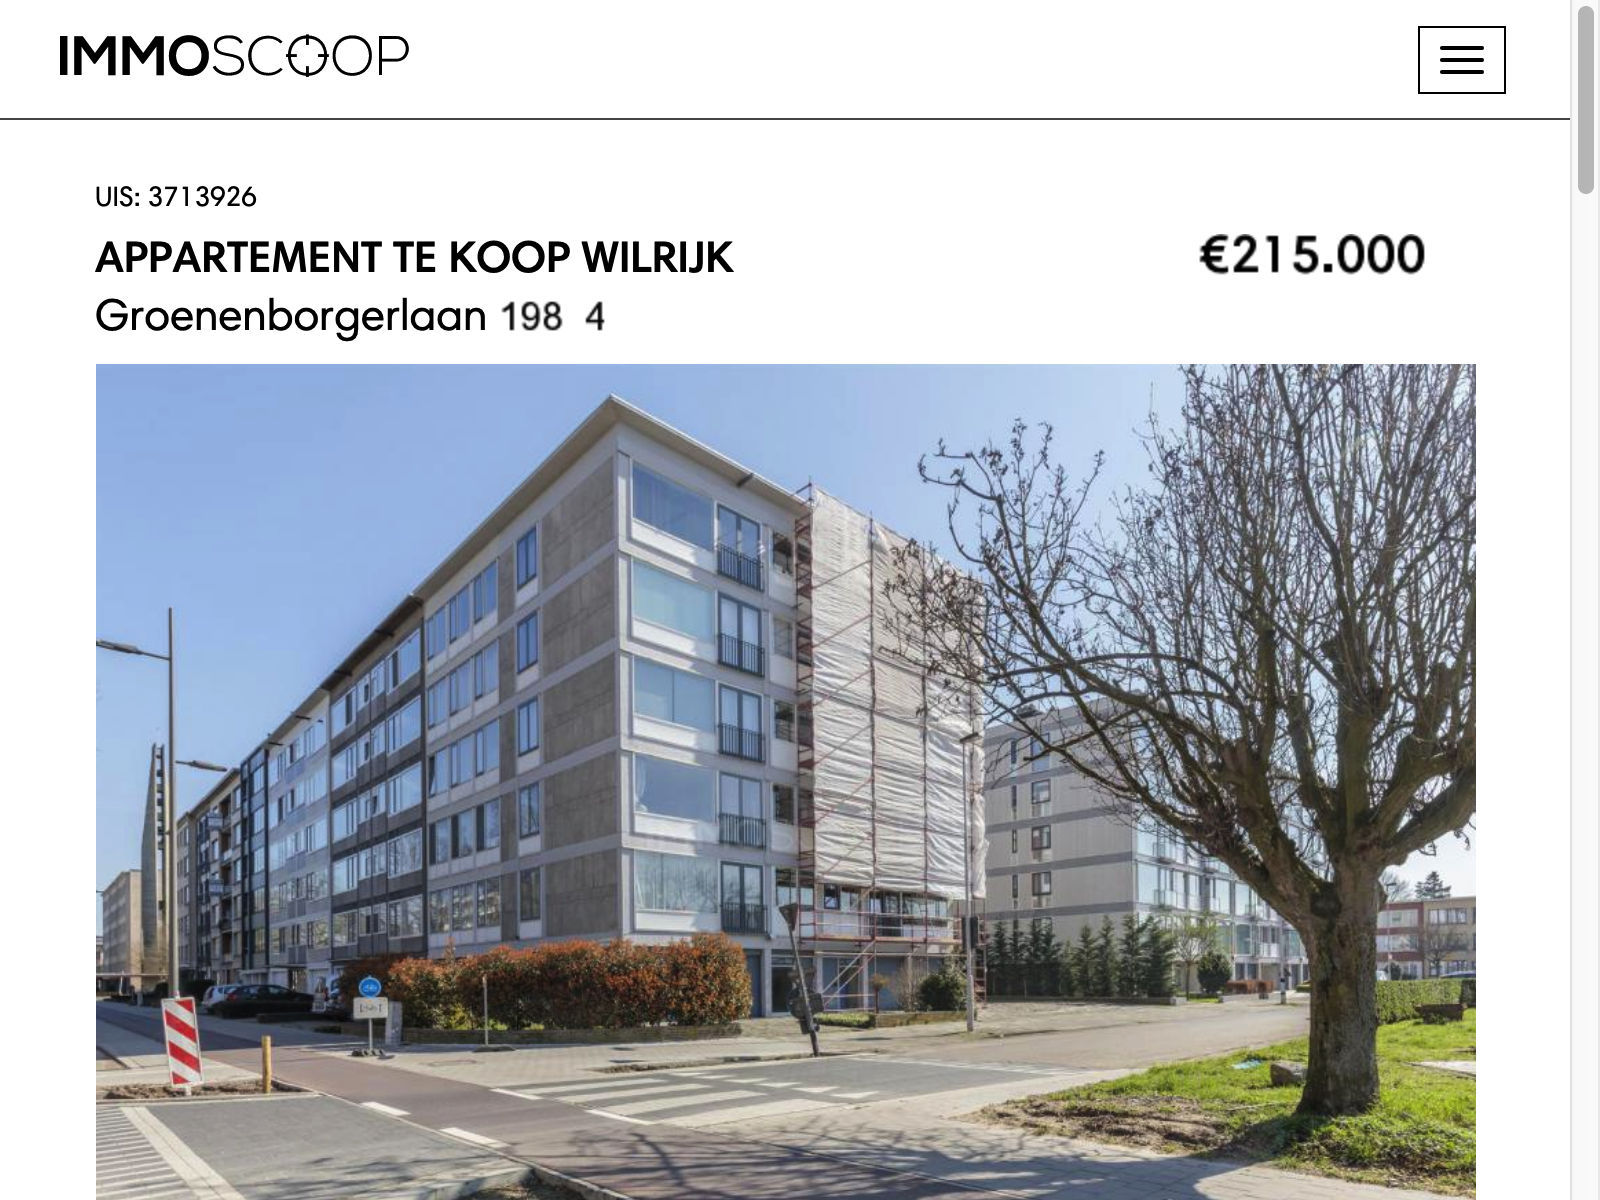 IMMOSCOOP
UIS: 3713926
APPARTEMENT TE KOOP WILRIJK
€215.000
Groenenborgerlaan 198 4